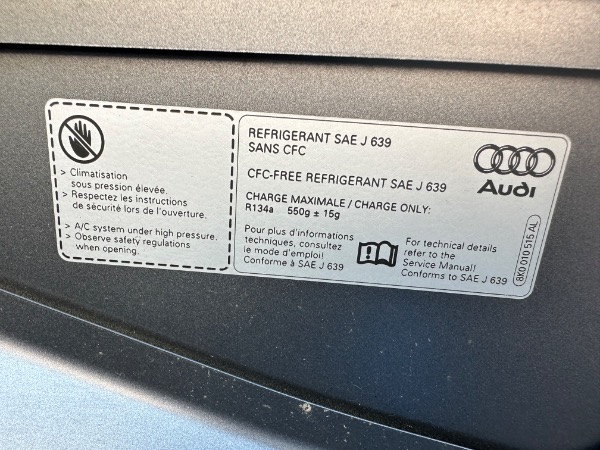 > Climatisation
sous pression élevée.
> Respectez les instructions
de sécurité lors de l'ouverture.
> A/C system under high pressure.
> Observe safety regulations
when opening.
REFRIGERANT SAE J 639
SANS CFC
CFC-FREE REFRIGERANT SAE J 639
CHARGE MAXIMALE / CHARGE ONLY:
R134a 550g ± 15g
Pour plus d'informations
techniques, consultez
le mode d'emploi!
Conforme à SAE J 639
For technical details
refer to the
Service Manual!
Conforms to SAE J 639
Audi
8K0 010 515 AL